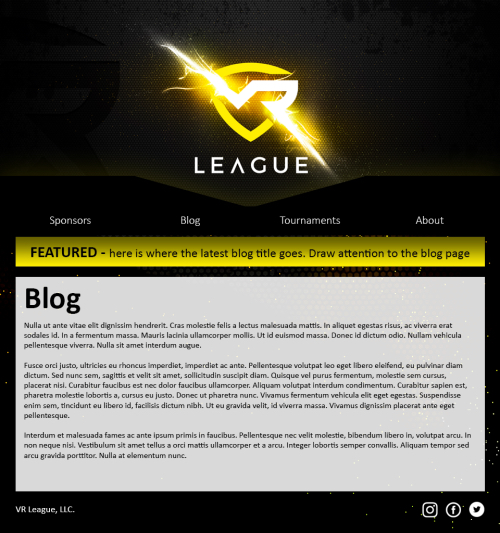 VR
LEAGUE
Sponsors Blog Tournaments About
FEATURED - here is where the latest blog title goes. Draw attention to the blog page
Blog
Nulla ut ante vitae elit dignissim hendrerit. Cras molestie felis a lectus malesuada mattis. In aliquet egestas risus, ac viverra erat
sodales id. In a fermentum massa. Mauris lacinia ullamcorper mollis. Ut id euismod massa. Donec id dictum odio. Nullam vehicula
pellentesque viverra. Nulla sit amet interdum augue.
Fusce orci justo, ultricies eu rhoncus imperdiet, imperdiet ac ante. Pellentesque volutpat leo eget libero eleifend, eu pulvinar diam
dictum. Sed nunc sem, sagittis et velit sit amet, sollicitudin suscipit diam. Quisque vel purus fermentum, molestie sem cursus,
placerat nisi. Curabitur faucibus est nec dolor faucibus ullamcorper. Aliquam volutpat interdum condimentum. Curabitur sapien est,
pharetra molestie lobortis a, cursus eu justo. Donec ut pharetra nunc. Vivamus fermentum vehicula elit eget egestas. Suspendisse
enim sem, tincidunt eu libero id, facilisis dictum nibh. Ut eu gravida velit, id viverra massa. Vivamus dignissim placerat ante eget
pellentesque.
Interdum et malesuada fames ac ante ipsum primis in faucibus. Pellentesque nec velit molestie, bibendum libero in, volutpat arcu. In
non neque nisi. Vestibulum sit amet tellus a orci mattis ullamcorper et a arcu. Integer lobortis semper convallis. Aliquam tempor sed
arcu gravida porttitor. Nulla at elementum nunc.
VR League, LLC.